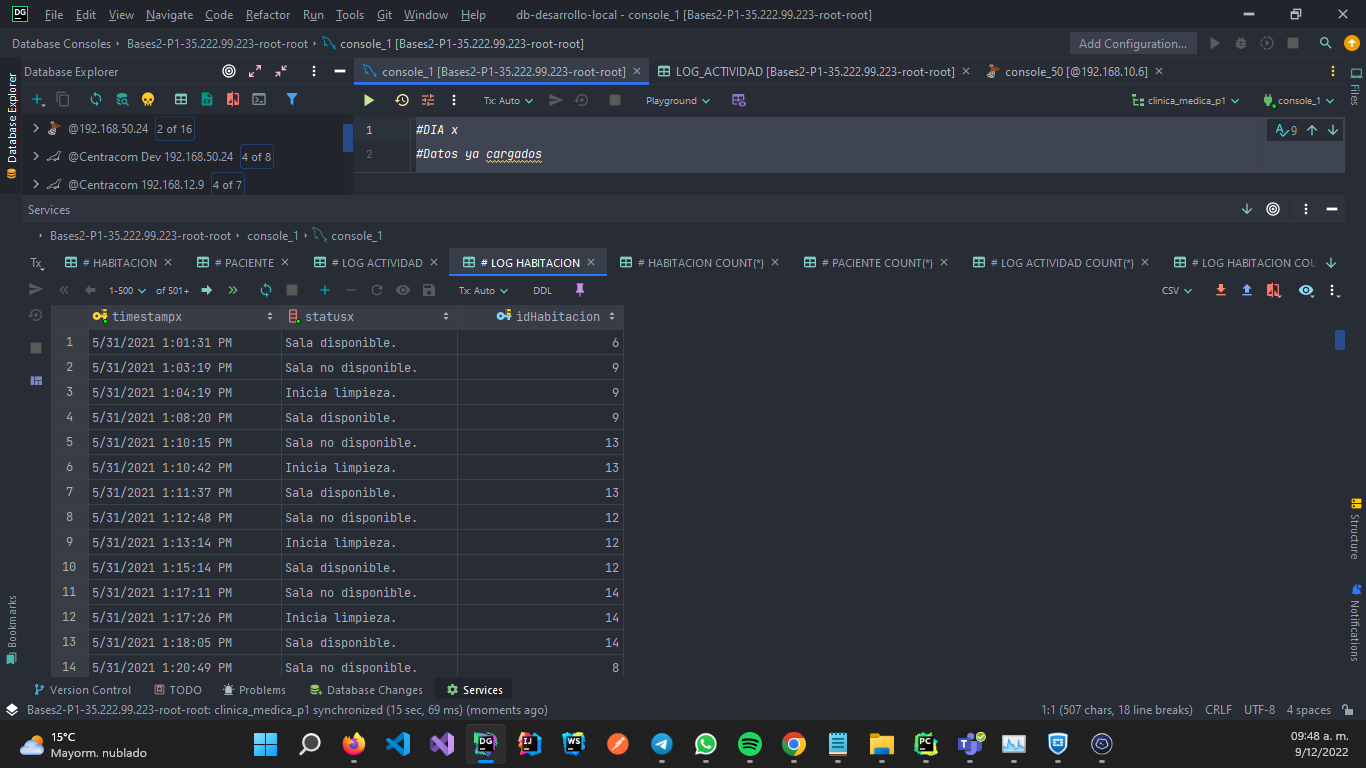 DG File Edit View Navigate Code Refactor Run Tools Git Window Help db-desarrollo-local - console_1 [Bases2-P1-35.222.99.223-root-root]
Database Consoles Bases2-P1-35.222.99.223-root-root console_1 [Bases2-P1-35.222.99.223-root-root] Add Configuration...
Database Explorer console_1 [Bases2-P1-35.222.99.223-root-root] LOG_ACTIVIDAD [Bases2-P1-35.222.99.223-root-root] console_50 [@192.168.10.6]
Tx: Auto Playground clinica_medica_p1 console_1
Database Explorer
Files
@192.168.50.24 2 of 16
@Centracom Dev 192.168.50.24 4 of 8
@Centracom 192.168.12.9 4 of 7
1 #DIA x 9
2 #Datos ya cargados
Services
Bases2-P1-35.222.99.223-root-root console_1 console_1
Tx # HABITACION # PACIENTE # LOG ACTIVIDAD # LOG HABITACION # HABITACION COUNT(*) # PACIENTE COUNT(*) # LOG ACTIVIDAD COUNT(*) # LOG HABITACION COU
1-500 of 501+ Tx: Auto DDL CSV
timestampx statusx idHabitacion
1 5/31/2021 1:01:31 PM Sala disponible. 6
2 5/31/2021 1:03:19 PM Sala no disponible. 9
3 5/31/2021 1:04:19 PM Inicia limpieza. 9
4 5/31/2021 1:08:20 PM Sala disponible. 9
5 5/31/2021 1:10:15 PM Sala no disponible. 13
6 5/31/2021 1:10:42 PM Inicia limpieza. 13
7 5/31/2021 1:11:37 PM Sala disponible. 13
8 5/31/2021 1:12:48 PM Sala no disponible. 12
9 5/31/2021 1:13:14 PM Inicia limpieza. 12
10 5/31/2021 1:15:14 PM Sala disponible. 12
11 5/31/2021 1:17:11 PM Sala no disponible. 14
12 5/31/2021 1:17:26 PM Inicia limpieza. 14
13 5/31/2021 1:18:05 PM Sala disponible. 14
14 5/31/2021 1:20:49 PM Sala no disponible. 8
Structure
Notifications
Bookmarks
Version Control TODO Problems Database Changes Services
Bases2-P1-35.222.99.223-root-root: clinica_medica_p1 synchronized (15 sec, 69 ms) (moments ago) 1:1 (507 chars, 18 line breaks) CRLF UTF-8 4 spaces
15°C
Mayorm. nublado
DG IJ WS PC
09:48 a. m.
9/12/2022